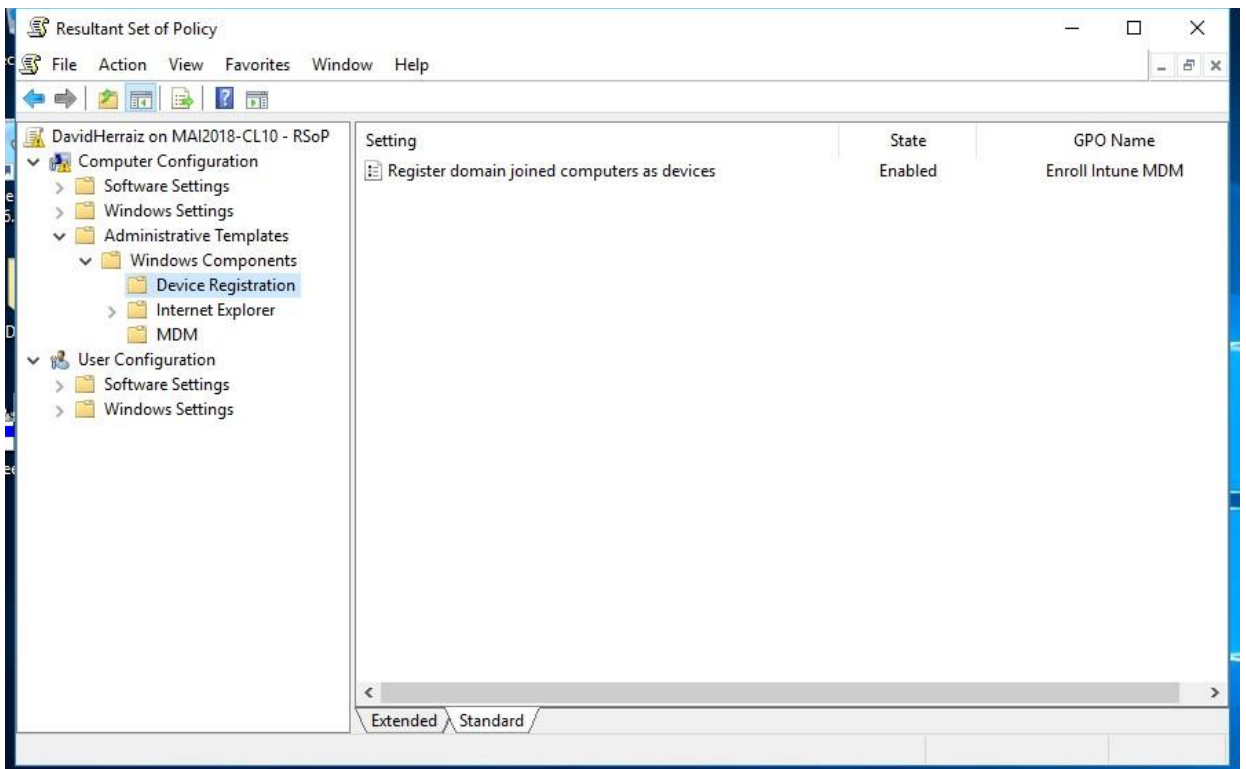 Resultant Set of Policy
File Action View Favorites Window Help
DavidHerraiz on MAI2018-CL10 - RSoP
Computer Configuration
Software Settings
Windows Settings
Administrative Templates
Windows Components
Device Registration
Internet Explorer
MDM
User Configuration
Software Settings
Windows Settings
Setting State GPO Name
Register domain joined computers as devices Enabled Enroll Intune MDM
Extended Standard